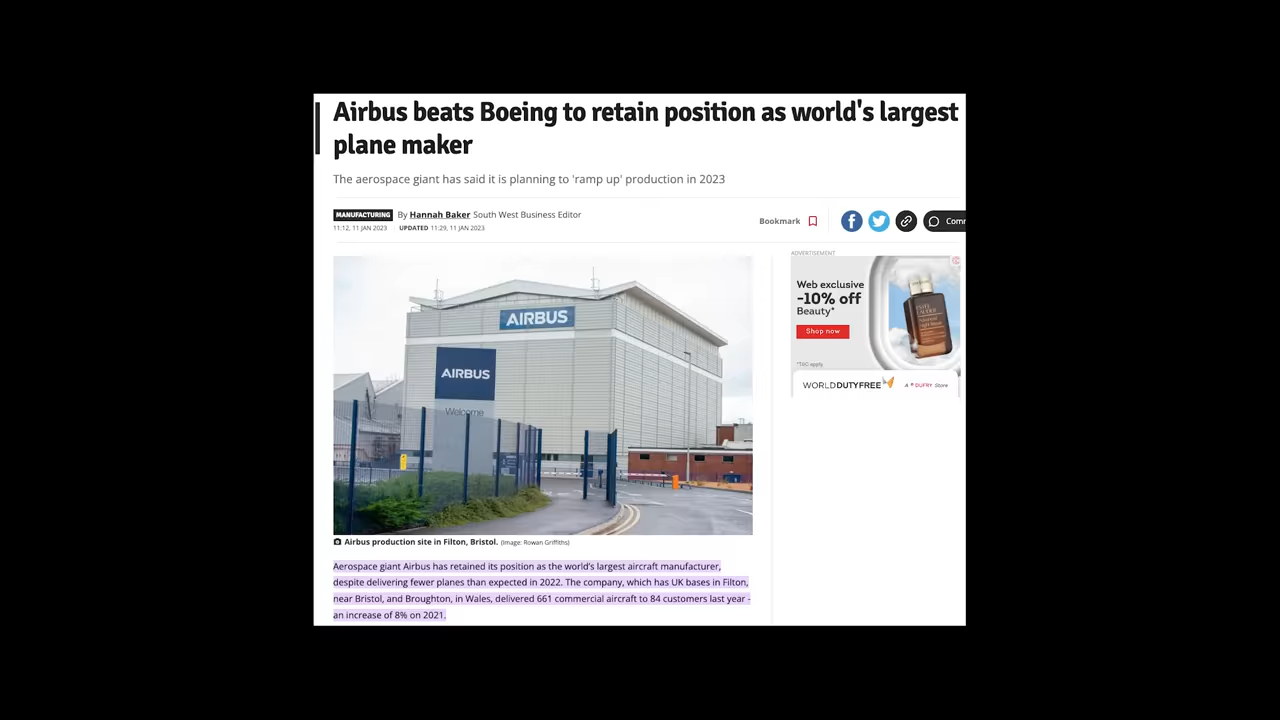 Airbus beats Boeing to retain position as world's largest
plane maker
The aerospace giant has said it is planning to 'ramp up' production in 2023
MANUFACTURING By Hannah Baker South West Business Editor
11:12, 11 JAN 2023 UPDATED 11:29, 11 JAN 2023
Bookmark
Comm
AIRBUS
AIRBUS
Welcome
Airbus production site in Filton, Bristol. (Image: Rowan Griffiths)
Aerospace giant Airbus has retained its position as the world's largest aircraft manufacturer,
despite delivering fewer planes than expected in 2022. The company, which has UK bases in Filton,
near Bristol, and Broughton, in Wales, delivered 661 commercial aircraft to 84 customers last year -
an increase of 8% on 2021.
ADVERTISEMENT
Web exclusive
-10% off
Beauty*
Shop now
*T&C apply
WORLDDUTYFREE
A DUFRY Store